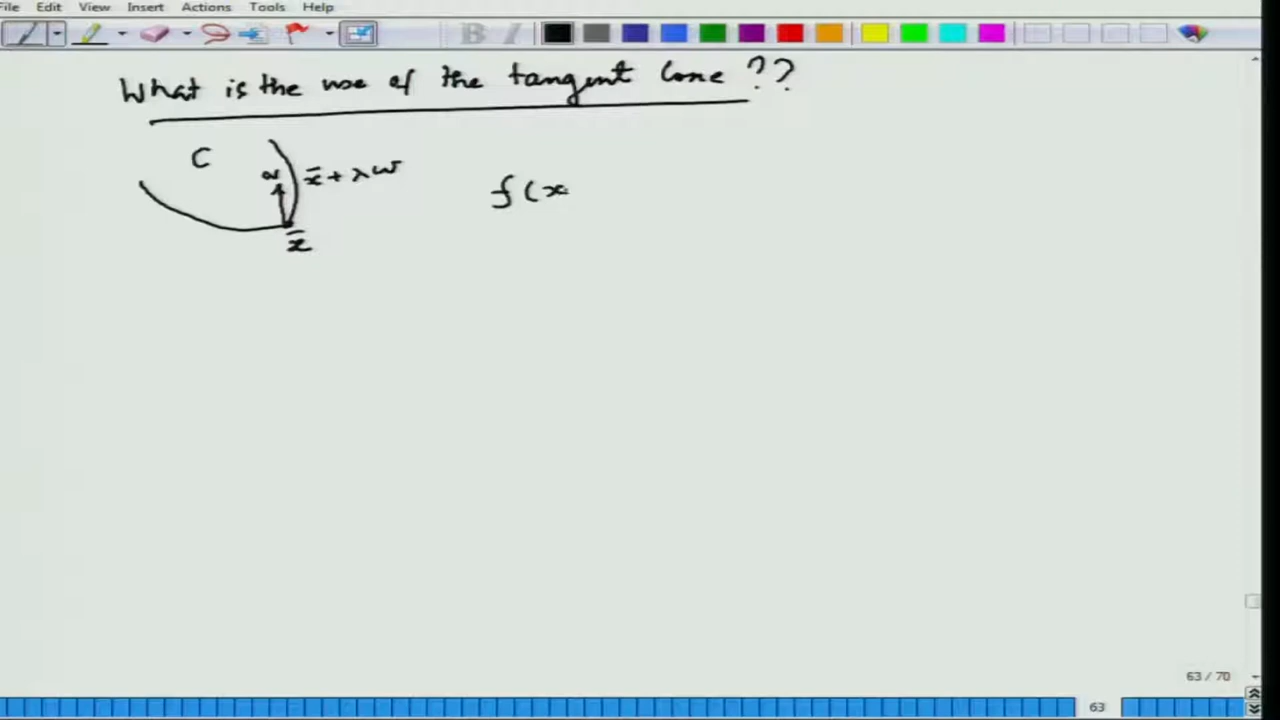 File Edit View Insert Actions Tools Help
B I
What is the use of the tangent Cone ??
C
w
x̄ + λw
x̄
f(x
63 / 70
63